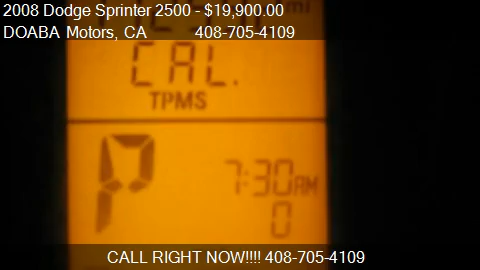 2008 Dodge Sprinter 2500 - $19,900.00
DOABA Motors, CA 408-705-4109
mi
CAL.
TPMS
P 7:30AM
0
CALL RIGHT NOW!!!! 408-705-4109